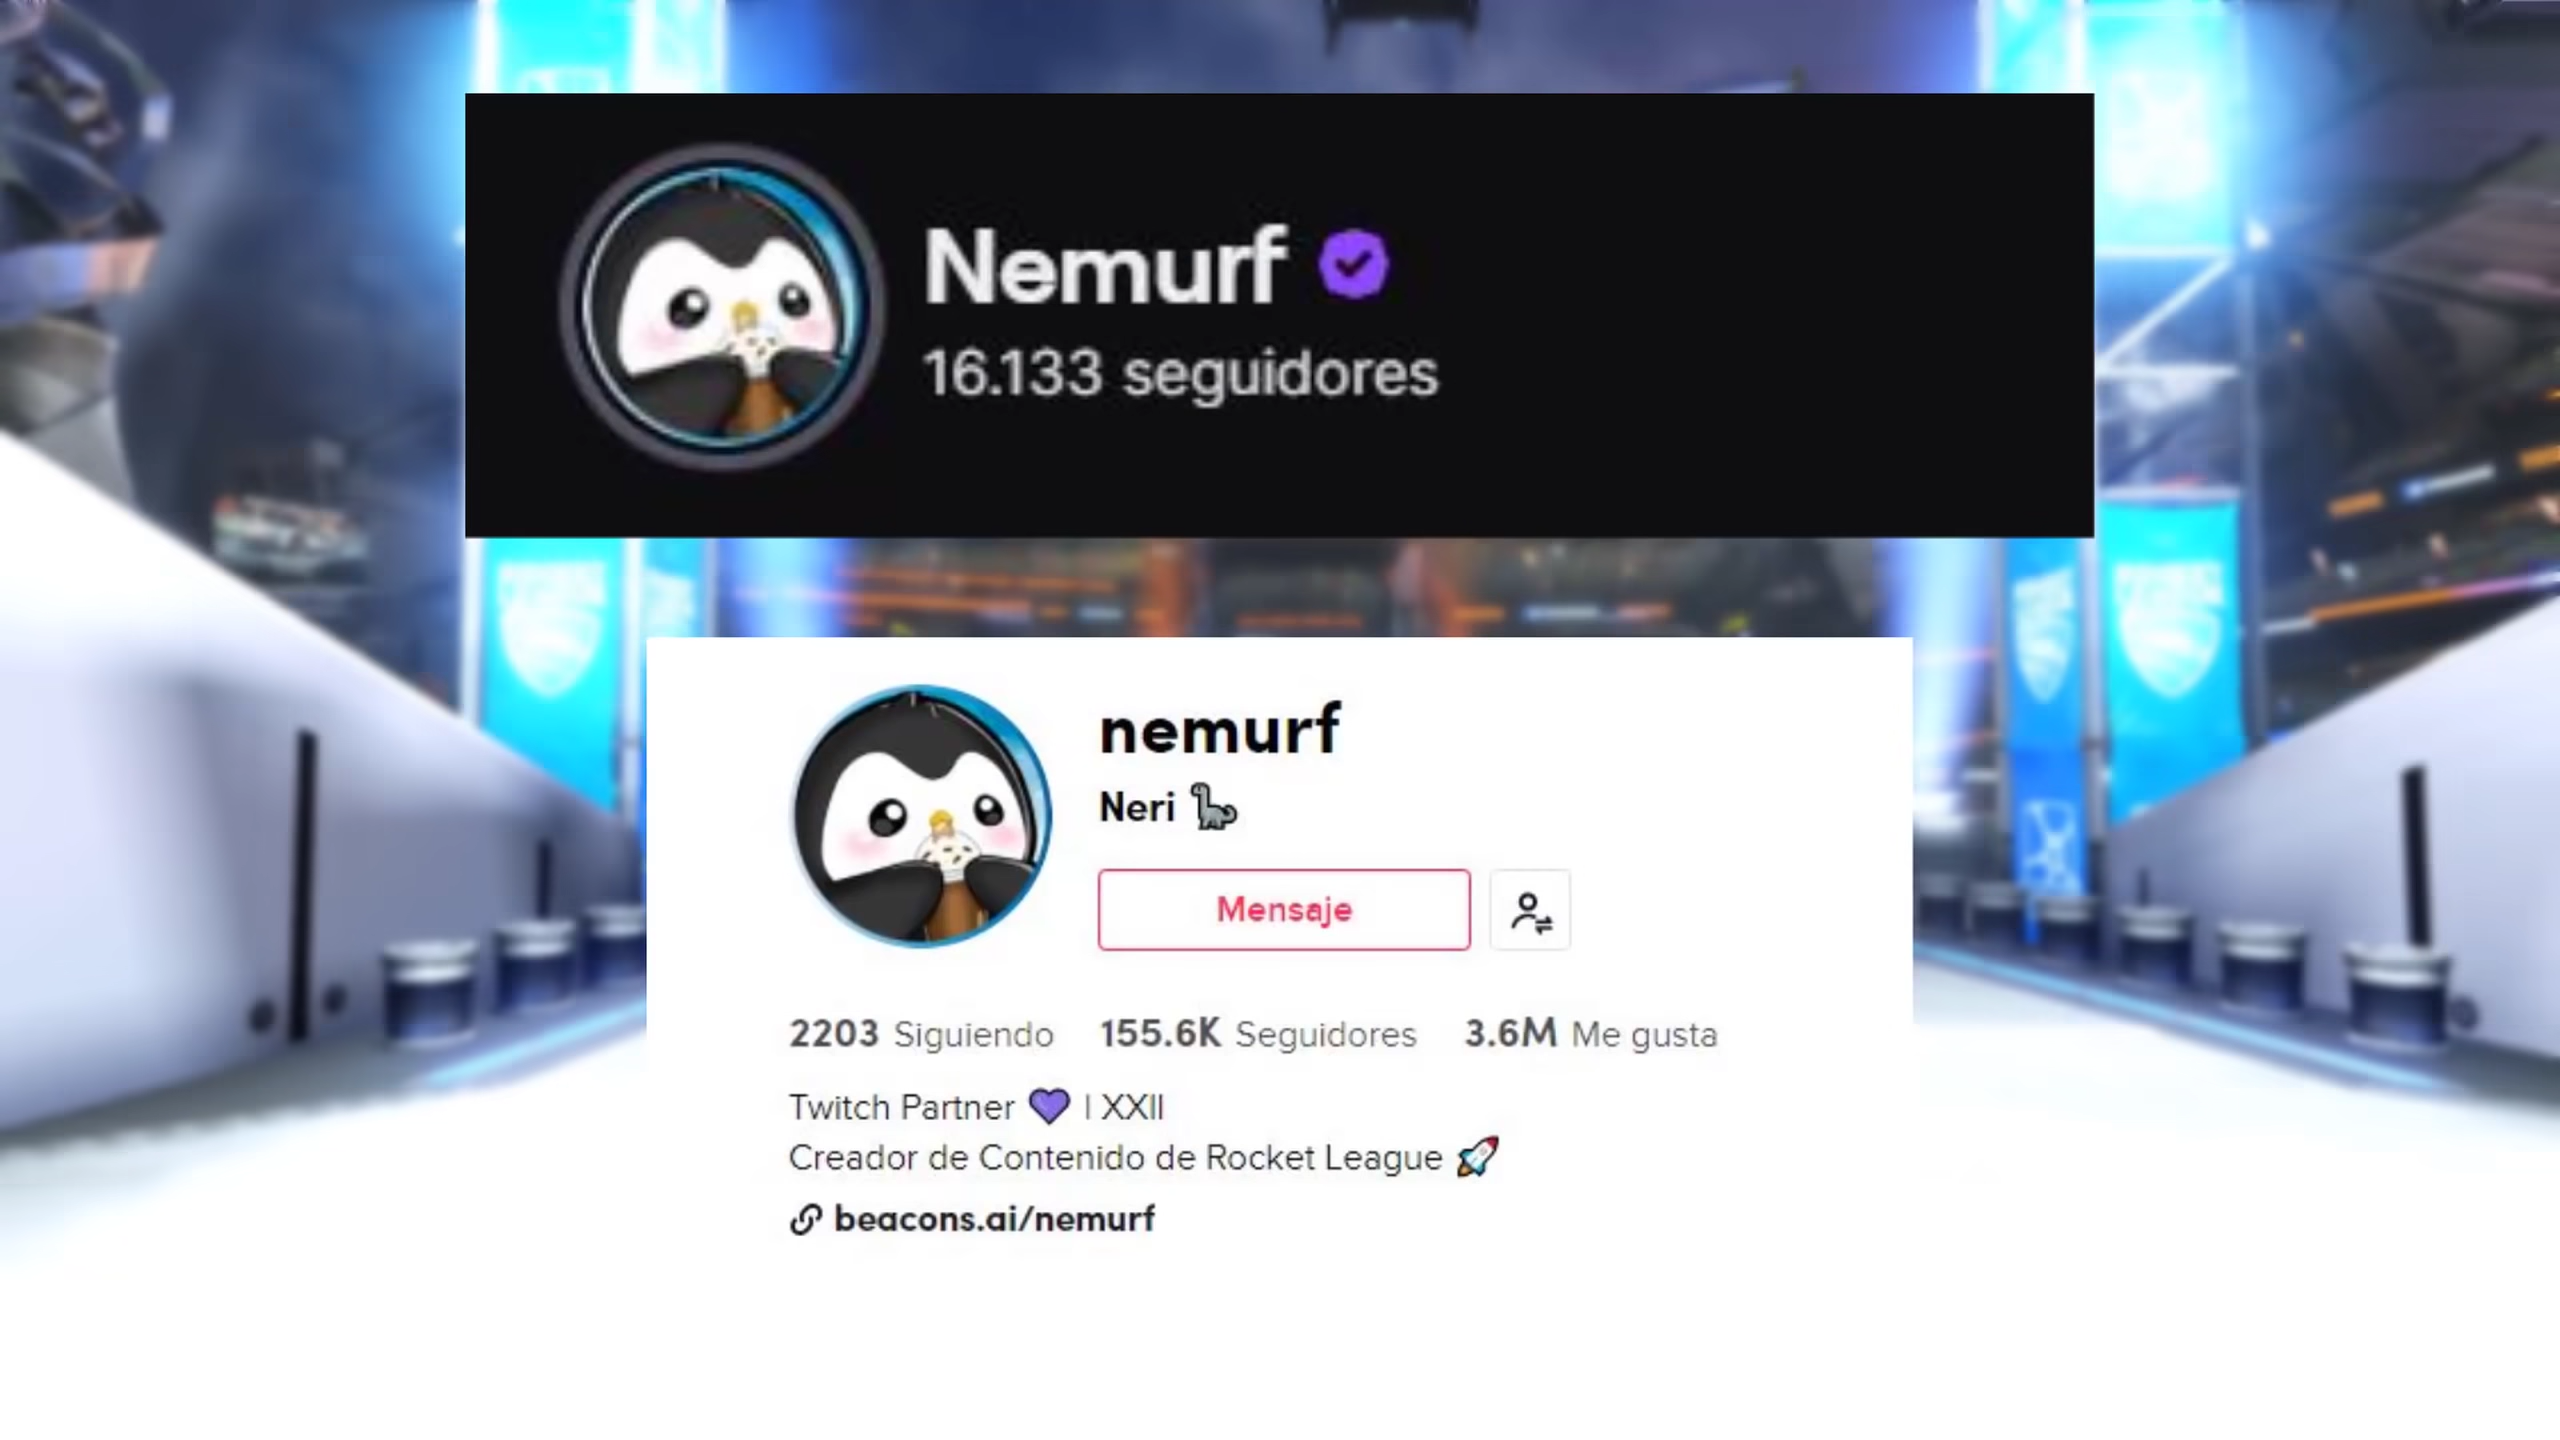 Nemurf
16.133 seguidores
nemurf
Neri 🦕
Mensaje
2203 Siguiendo 155.6K Seguidores 3.6M Me gusta
Twitch Partner 💜 | XXII
Creador de Contenido de Rocket League 🚀
beacons.ai/nemurf